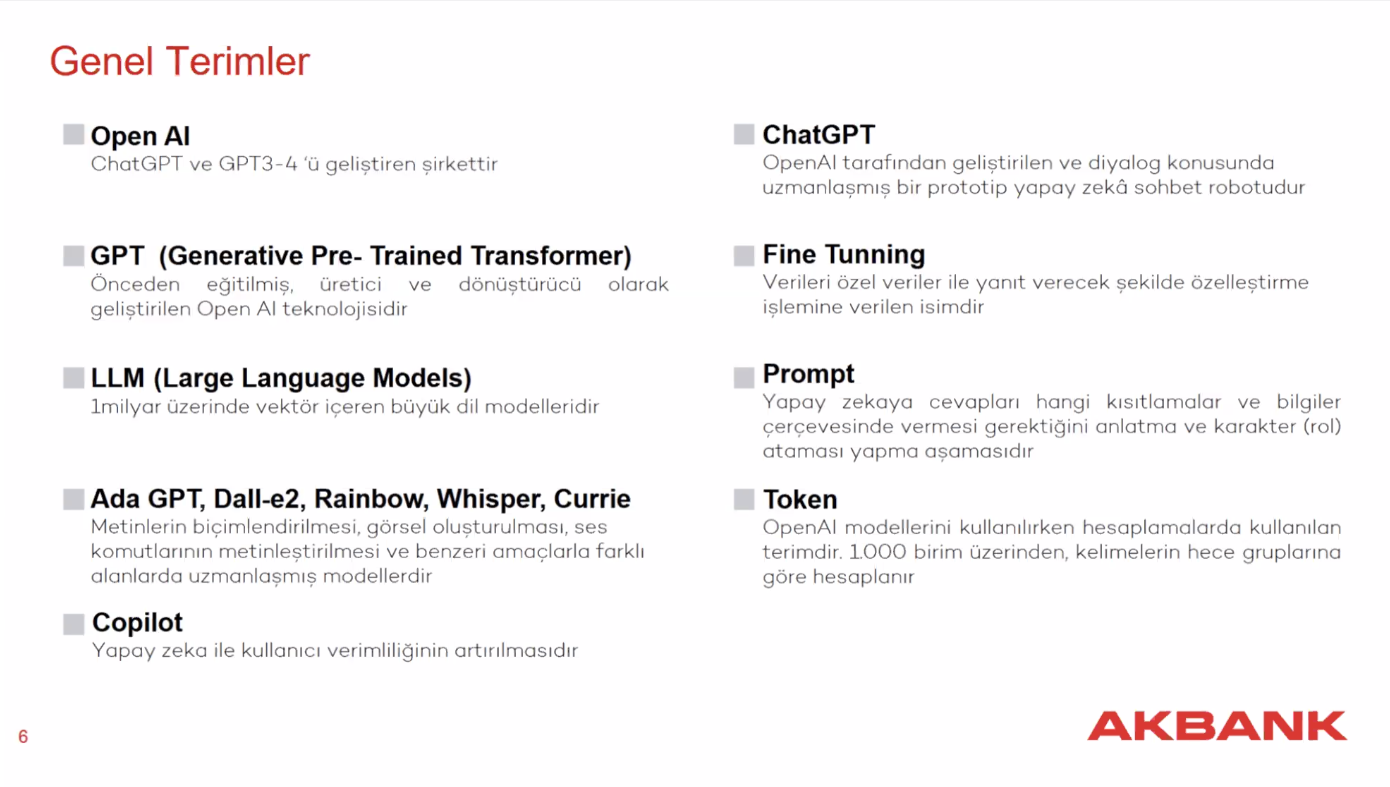 Genel Terimler
Open AI
ChatGPT ve GPT3-4 ‘ü geliştiren şirkettir
GPT  (Generative Pre- Trained Transformer)
Önceden eğitilmiş, üretici ve dönüştürücü olarak
geliştirilen Open AI teknolojisidir
LLM (Large Language Models)
1milyar üzerinde vektör içeren büyük dil modelleridir
Ada GPT, Dall-e2, Rainbow, Whisper, Currie
Metinlerin biçimlendirilmesi, görsel oluşturulması, ses
komutlarının metinleştirilmesi ve benzeri amaçlarla farklı
alanlarda uzmanlaşmış modellerdir
Copilot
Yapay zeka ile kullanıcı verimliliğinin artırılmasıdır
ChatGPT
OpenAI tarafından geliştirilen ve diyalog konusunda
uzmanlaşmış bir prototip yapay zekâ sohbet robotudur
Fine Tunning
Verileri özel veriler ile yanıt verecek şekilde özelleştirme
işlemine verilen isimdir
Prompt
Yapay zekaya cevapları hangi kısıtlamalar ve bilgiler
çerçevesinde vermesi gerektiğini anlatma ve karakter (rol)
ataması yapma aşamasıdır
Token
OpenAI modellerini kullanılırken hesaplamalarda kullanılan
terimdir. 1.000 birim üzerinden, kelimelerin hece gruplarına
göre hesaplanır
6
AKBANK